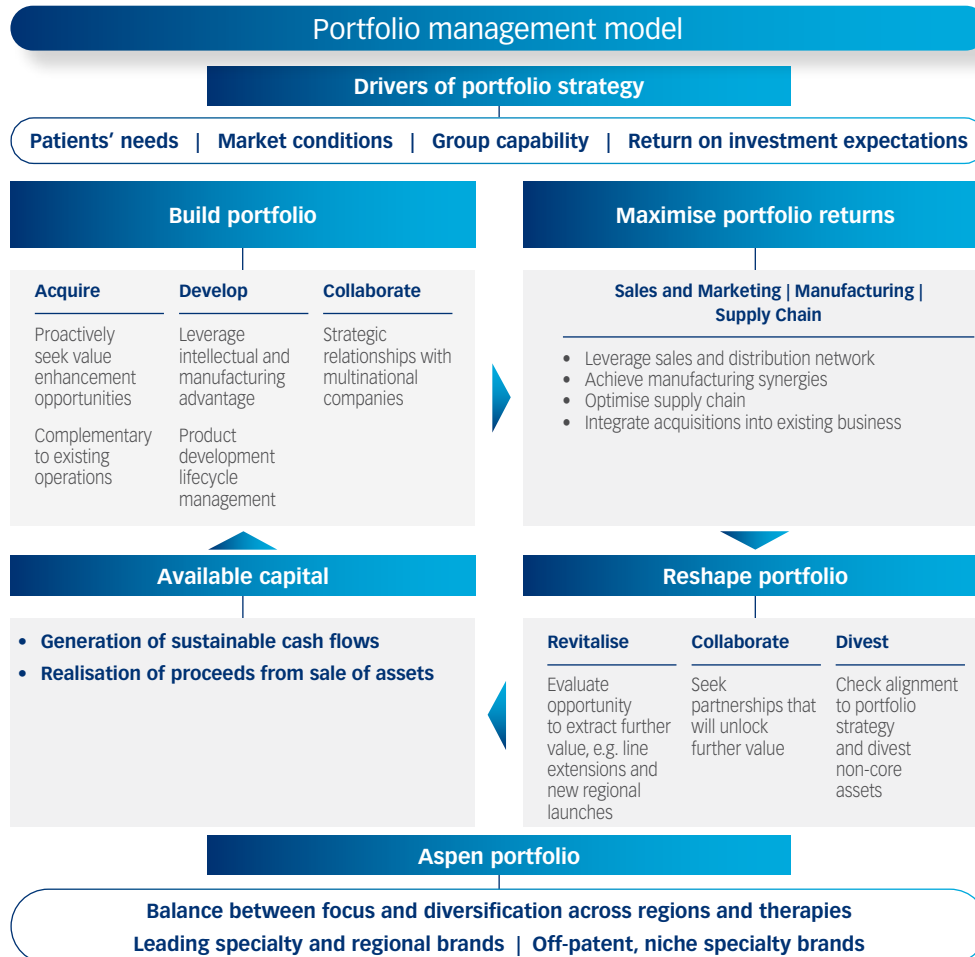 Portfolio management model
Drivers of portfolio strategy
Patients' needs | Market conditions | Group capability | Return on investment expectations
Build portfolio
Acquire
Proactively
seek value
enhancement
opportunities
Complementary
to existing
operations
Develop
Leverage
intellectual and
manufacturing
advantage
Product
development
lifecycle
management
Collaborate
Strategic
relationships with
multinational
companies
Maximise portfolio returns
Sales and Marketing | Manufacturing |
Supply Chain
• Leverage sales and distribution network
• Achieve manufacturing synergies
• Optimise supply chain
• Integrate acquisitions into existing business
Available capital
• Generation of sustainable cash flows
• Realisation of proceeds from sale of assets
Reshape portfolio
Revitalise
Evaluate
opportunity
to extract further
value, e.g. line
extensions and
new regional
launches
Collaborate
Seek
partnerships that
will unlock
further value
Divest
Check alignment
to portfolio
strategy
and divest
non-core
assets
Aspen portfolio
Balance between focus and diversification across regions and therapies
Leading specialty and regional brands | Off-patent, niche specialty brands